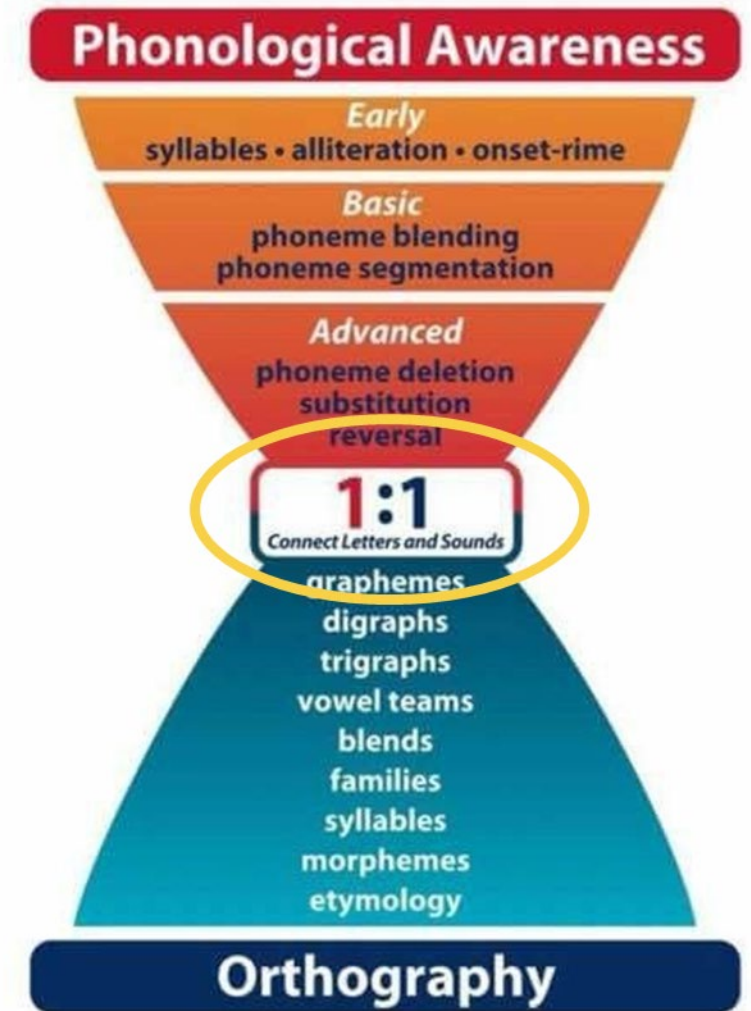 Phonological Awareness
Early
syllables • alliteration • onset-rime
Basic
phoneme blending
phoneme segmentation
Advanced
phoneme deletion
substitution
reversal
1:1
Connect Letters and Sounds
graphemes
digraphs
trigraphs
vowel teams
blends
families
syllables
morphemes
etymology
Orthography